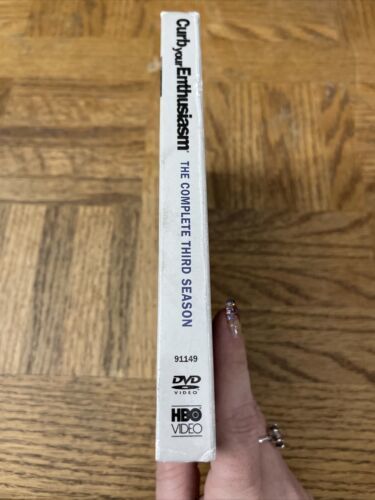 Curb your Enthusiasm®
THE COMPLETE THIRD SEASON
91149
DVD
VIDEO
HBO
VIDEO